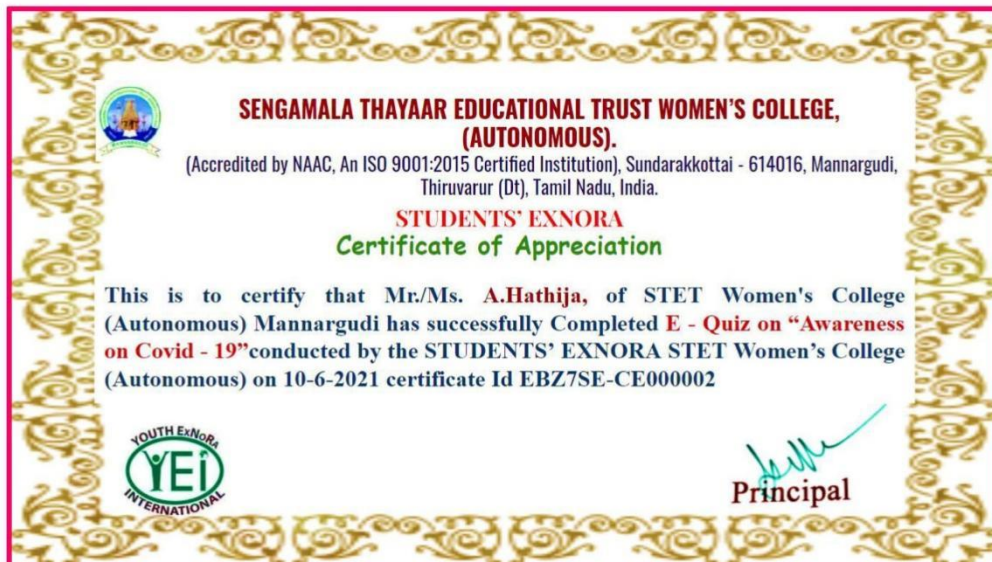 SENGAMALA THAYAAR EDUCATIONAL TRUST WOMEN'S COLLEGE,
(AUTONOMOUS).
(Accredited by NAAC, An ISO 9001:2015 Certified Institution), Sundarakkottai - 614016, Mannargudi,
Thiruvarur (Dt), Tamil Nadu, India.
STUDENTS' EXNORA
Certificate of Appreciation
This is to certify that Mr./Ms. A.Hathija, of STET Women's College
(Autonomous) Mannargudi has successfully Completed E - Quiz on “Awareness
on Covid - 19”conducted by the STUDENTS' EXNORA STET Women's College
(Autonomous) on 10-6-2021 certificate Id EBZ7SE-CE000002
YOUTH ExNoRa
YEi
INTERNATIONAL
Principal